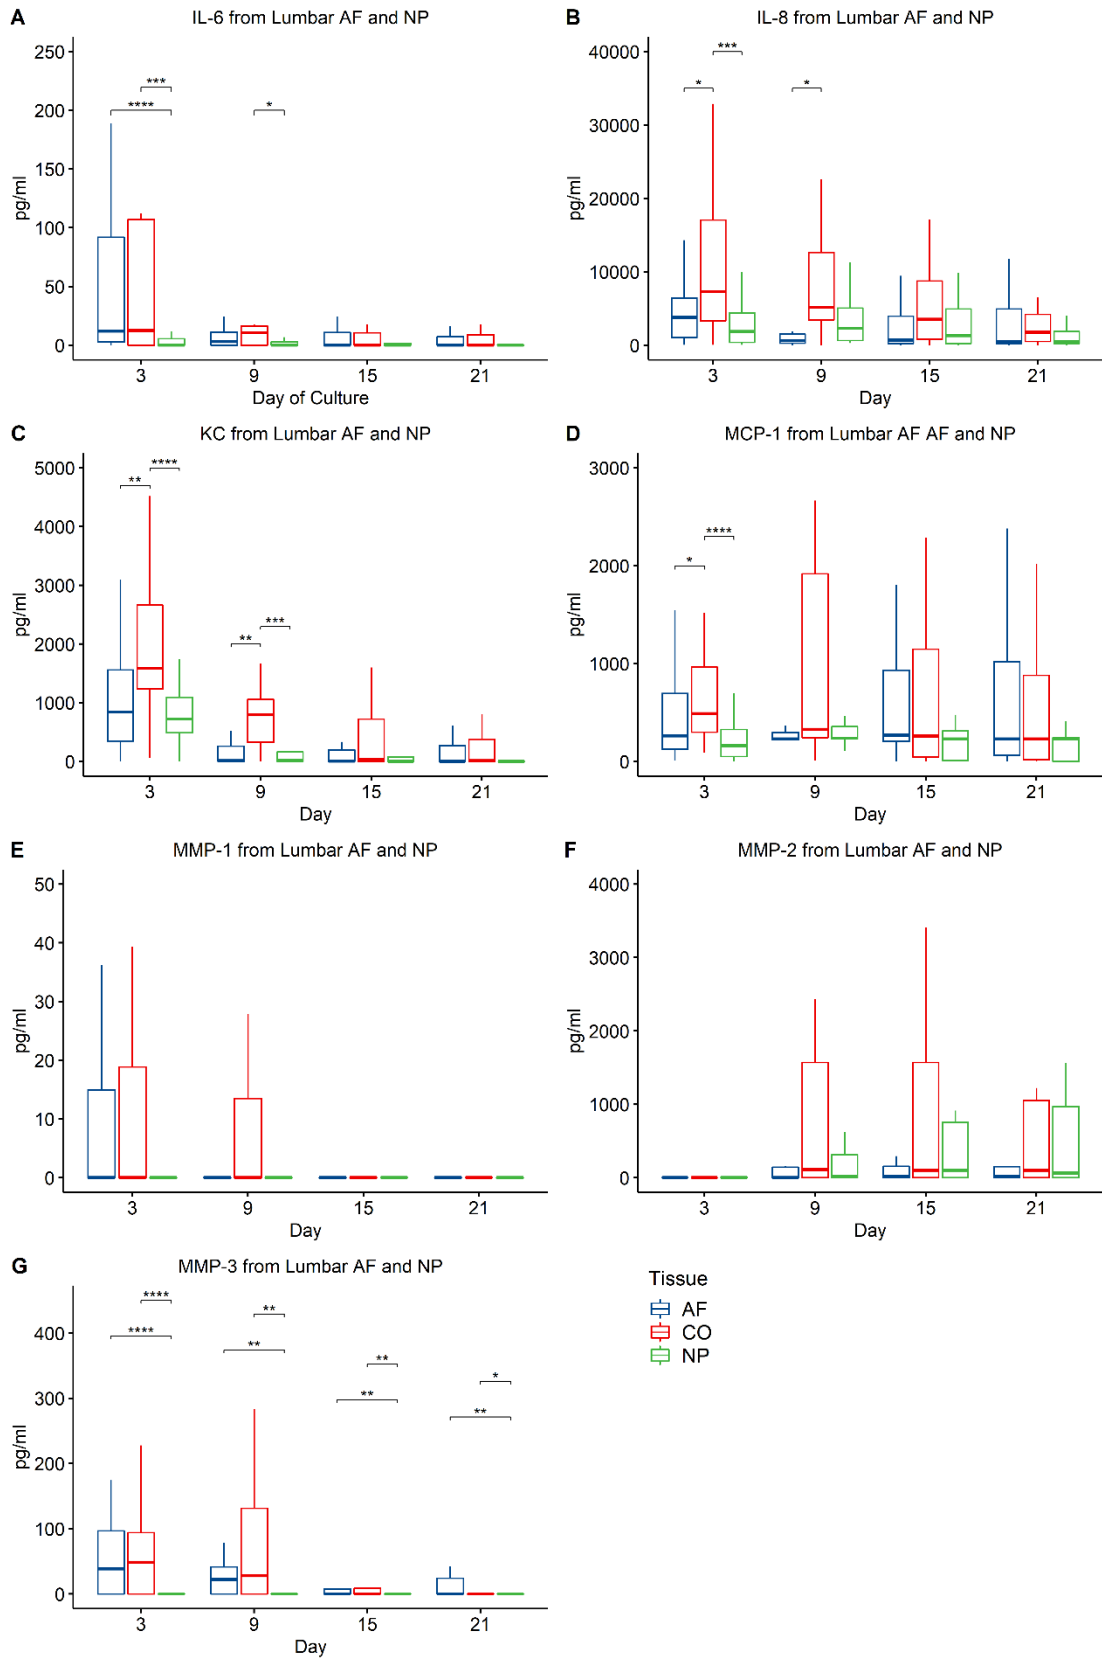 A
IL-6 from Lumbar AF and NP
250
200
150
100
50
0
pg/ml
***
****
*
3
9
15
21
Day of Culture
B
IL-8 from Lumbar AF and NP
40000
30000
20000
10000
0
pg/ml
***
*
*
3
9
15
21
Day
C
KC from Lumbar AF and NP
5000
4000
3000
2000
1000
0
pg/ml
****
**
***
**
3
9
15
21
Day
D
MCP-1 from Lumbar AF AF and NP
3000
2000
1000
0
pg/ml
****
*
3
9
15
21
Day
E
MMP-1 from Lumbar AF and NP
50
40
30
20
10
0
pg/ml
3
9
15
21
Day
F
MMP-2 from Lumbar AF and NP
4000
3000
2000
1000
0
pg/ml
3
9
15
21
Day
G
MMP-3 from Lumbar AF and NP
400
300
200
100
0
pg/ml
****
****
**
**
**
**
*
**
3
9
15
21
Day
Tissue
AF
CO
NP